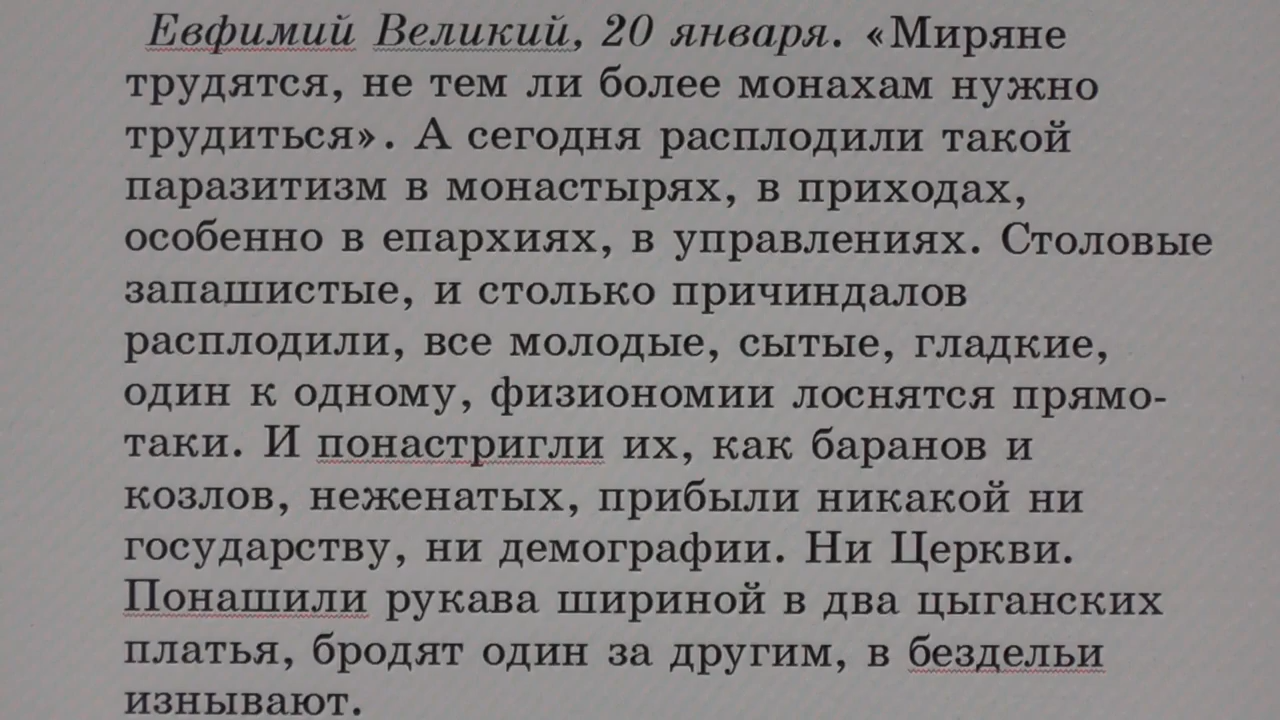 Евфимий Великий, 20 января. «Миряне
трудятся, не тем ли более монахам нужно
трудиться». А сегодня расплодили такой
паразитизм в монастырях, в приходах,
особенно в епархиях, в управлениях. Столовые
запашистые, и столько причиндалов
расплодили, все молодые, сытые, гладкие,
один к одному, физиономии лоснятся прямо-
таки. И понастригли их, как баранов и
козлов, неженатых, прибыли никакой ни
государству, ни демографии. Ни Церкви.
Понашили рукава шириной в два цыганских
платья, бродят один за другим, в бездельи
изнывают.